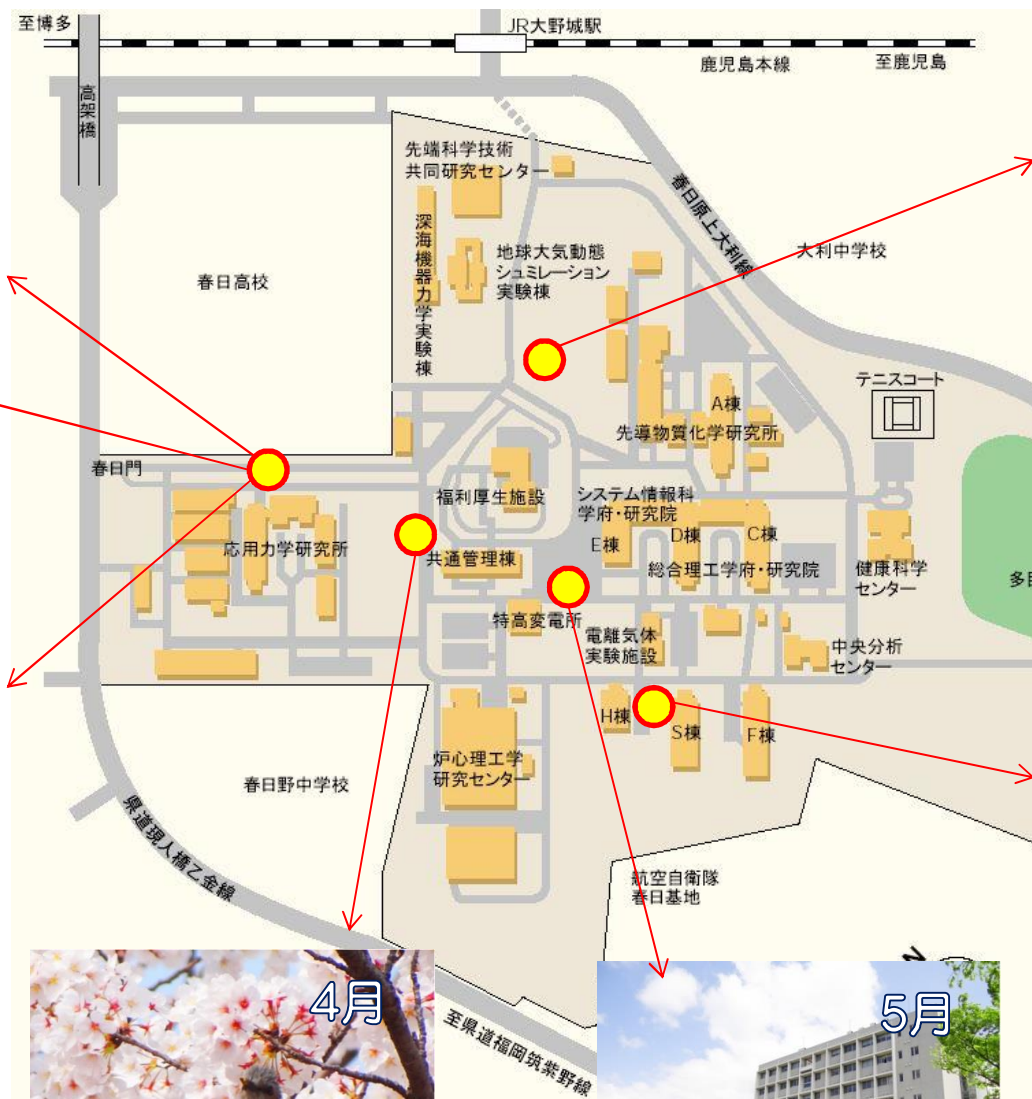 至博多
JR大野城駅
鹿児島本線
至鹿児島
高架橋
先端科学技術
共同研究センター
深海機器力学実験棟
地球大気動態
シュミレーション
実験棟
春日原上大利線
大利中学校
春日高校
テニスコート
A棟
先導物質化学研究所
春日門
福利厚生施設
システム情報科
学府・研究院
応用力学研究所
共通管理棟
E棟
D棟
C棟
総合理工学府・研究院
健康科学
センター
特高変電所
電離気体
実験施設
中央分析
センター
H棟
S棟
F棟
炉心理工学
研究センター
春日野中学校
県道現人橋乙金線
航空自衛隊
春日基地
N
4月
5月
至県道福岡筑紫野線